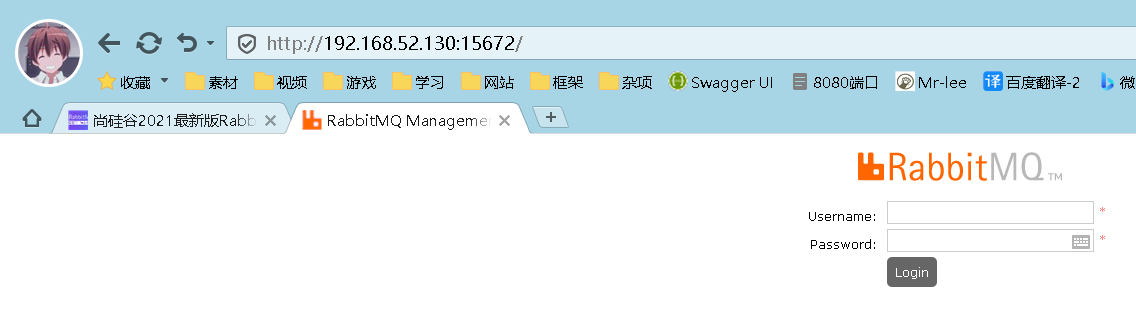 http://192.168.52.130:15672/
收藏 素材 视频 游戏 学习 网站 框架 杂项 Swagger UI 8080端口 Mr-lee 译 百度翻译-2 微
尚硅谷2021最新版Rabb RabbitMQ Manageme
RabbitMQ TM
Username: *
Password: *
Login